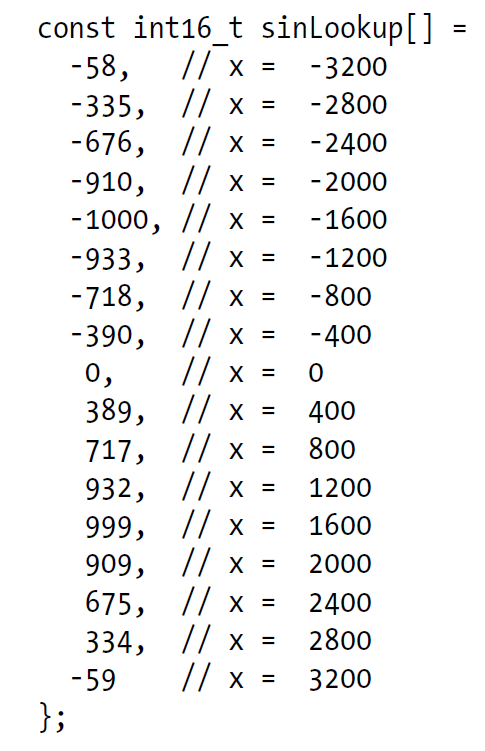 const int16_t sinLookup[] =
-58, // x = -3200
-335, // x = -2800
-676, // x = -2400
-910, // x = -2000
-1000, // x = -1600
-933, // x = -1200
-718, // x = -800
-390, // x = -400
0, // x = 0
389, // x = 400
717, // x = 800
932, // x = 1200
999, // x = 1600
909, // x = 2000
675, // x = 2400
334, // x = 2800
-59 // x = 3200
};